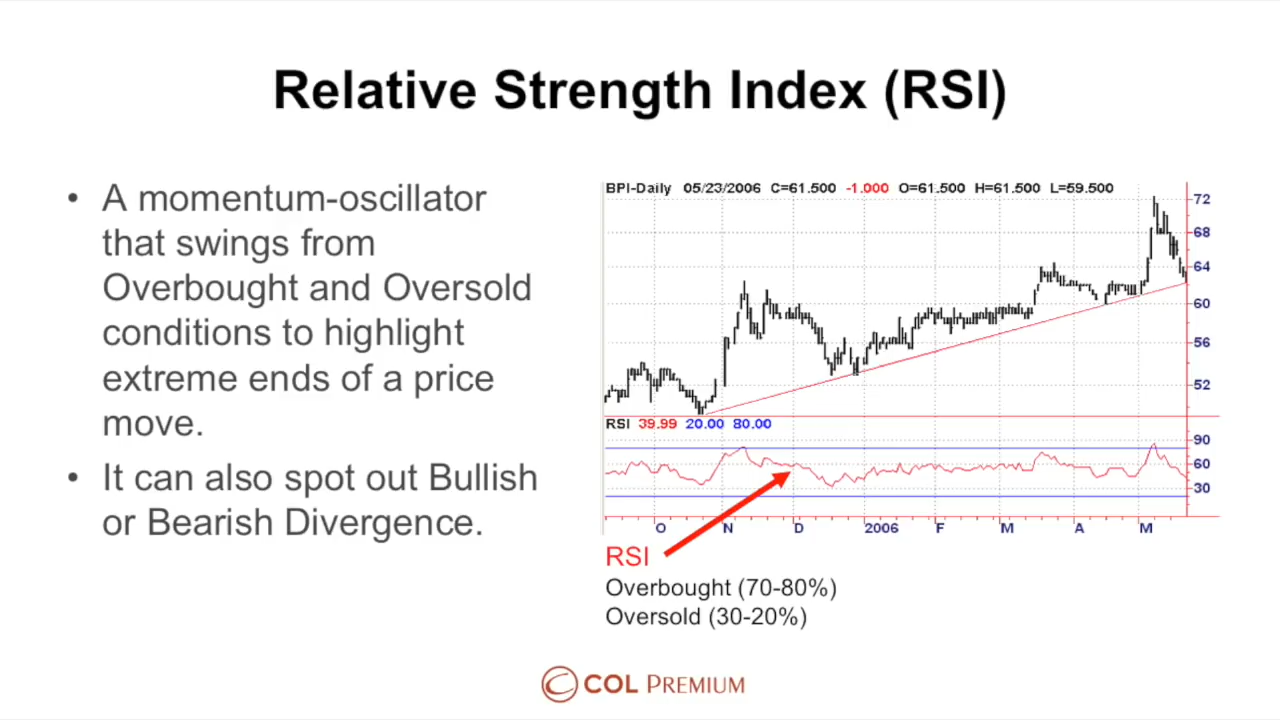 Relative Strength Index (RSI)
• A momentum-oscillator
that swings from
Overbought and Oversold
conditions to highlight
extreme ends of a price
move.
• It can also spot out Bullish
or Bearish Divergence.
BPI-Daily 05/23/2006 C=61.500 -1.000 O=61.500 H=61.500 L=59.500
72
68
64
60
56
52
RSI 39.99 20.00 80.00
90
60
30
O N D 2006 F M A M
RSI
Overbought (70-80%)
Oversold (30-20%)
COL PREMIUM